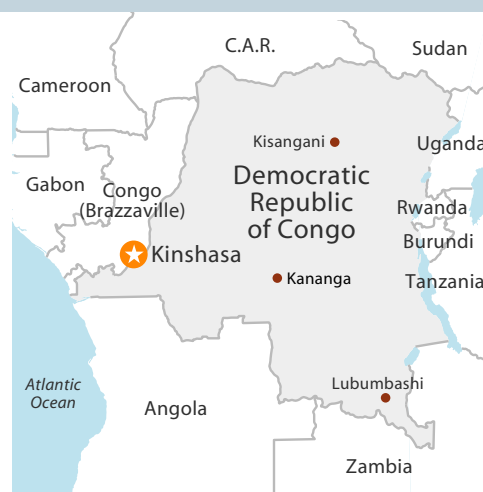 C.A.R.
Sudan
Cameroon
Kisangani
Uganda
Democratic
Republic
of Congo
Gabon
Congo
(Brazzaville)
Rwanda
Burundi
Kinshasa
Kananga
Tanzania
Lubumbashi
Atlantic
Ocean
Angola
Zambia